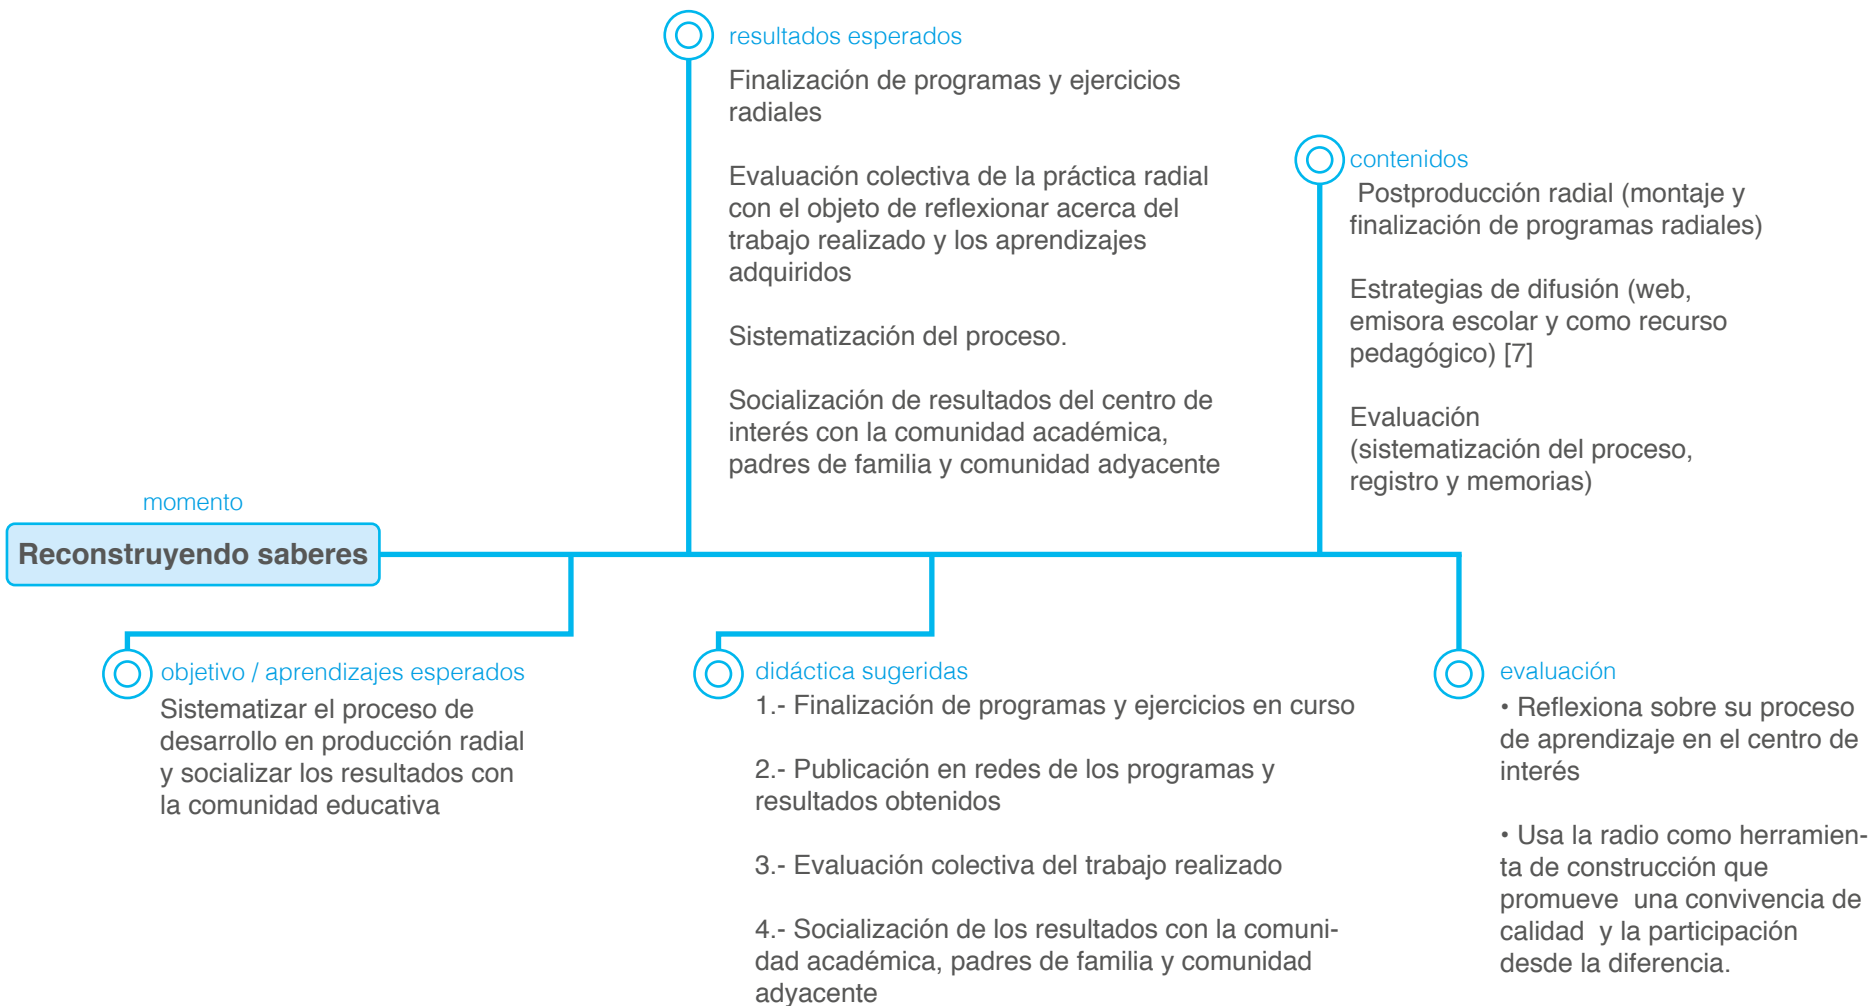 momento
Reconstruyendo saberes
resultados esperados
Finalización de programas y ejercicios
radiales
Evaluación colectiva de la práctica radial
con el objeto de reflexionar acerca del
trabajo realizado y los aprendizajes
adquiridos
Sistematización del proceso.
Socialización de resultados del centro de
interés con la comunidad académica,
padres de familia y comunidad adyacente
contenidos
Postproducción radial (montaje y
finalización de programas radiales)
Estrategias de difusión (web,
emisora escolar y como recurso
pedagógico) [7]
Evaluación
(sistematización del proceso,
registro y memorias)
objetivo / aprendizajes esperados
Sistematizar el proceso de
desarrollo en producción radial
y socializar los resultados con
la comunidad educativa
didáctica sugeridas
1.- Finalización de programas y ejercicios en curso
2.- Publicación en redes de los programas y
resultados obtenidos
3.- Evaluación colectiva del trabajo realizado
4.- Socialización de los resultados con la comuni-
dad académica, padres de familia y comunidad
adyacente
evaluación
• Reflexiona sobre su proceso
de aprendizaje en el centro de
interés
• Usa la radio como herramien-
ta de construcción que
promueve  una convivencia de
calidad  y la participación
desde la diferencia.